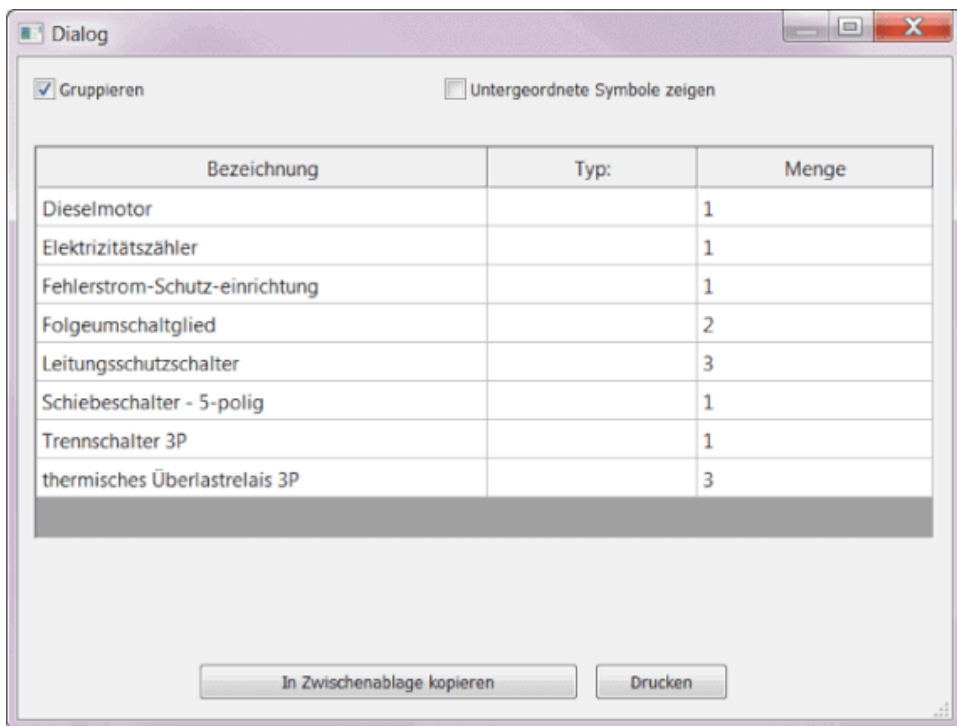 Dialog
Gruppieren
Untergeordnete Symbole zeigen
Bezeichnung Typ: Menge
Dieselmotor 1
Elektrizitätszähler 1
Fehlerstrom-Schutz-einrichtung 1
Folgeumschaltglied 2
Leitungsschutzschalter 3
Schiebeschalter - 5-polig 1
Trennschalter 3P 1
thermisches Überlastrelais 3P 3
In Zwischenablage kopieren Drucken